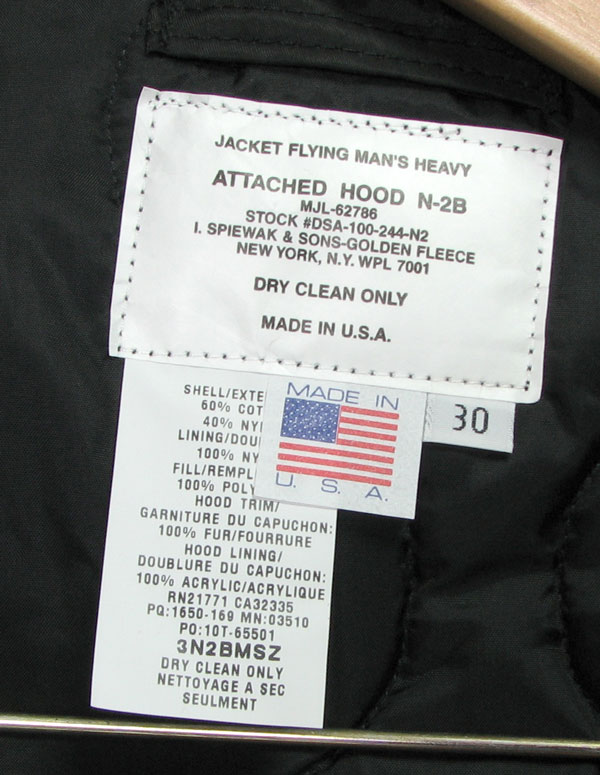 JACKET FLYING MAN'S HEAVY
ATTACHED HOOD N-2B
MJL-62786
STOCK #DSA-100-244-N2
I. SPIEWAK & SONS-GOLDEN FLEECE
NEW YORK, N.Y. WPL 7001
DRY CLEAN ONLY
MADE IN U.S.A.
MADE IN
U. S. A.
30
SHELL/EXTE
60% COT
40% NY
LINING/DOU
100% NY
FILL/REMPL
100% POLY
HOOD TRIM/
GARNITURE DU CAPUCHON:
100% FUR/FOURRURE
HOOD LINING/
DOUBLURE DU CAPUCHON:
100% ACRYLIC/ACRYLIQUE
RN21771 CA32335
PQ:1650-169 MN:03510
PO:10T-65501
3N2BMSZ
DRY CLEAN ONLY
NETTOYAGE A SEC
SEULMENT